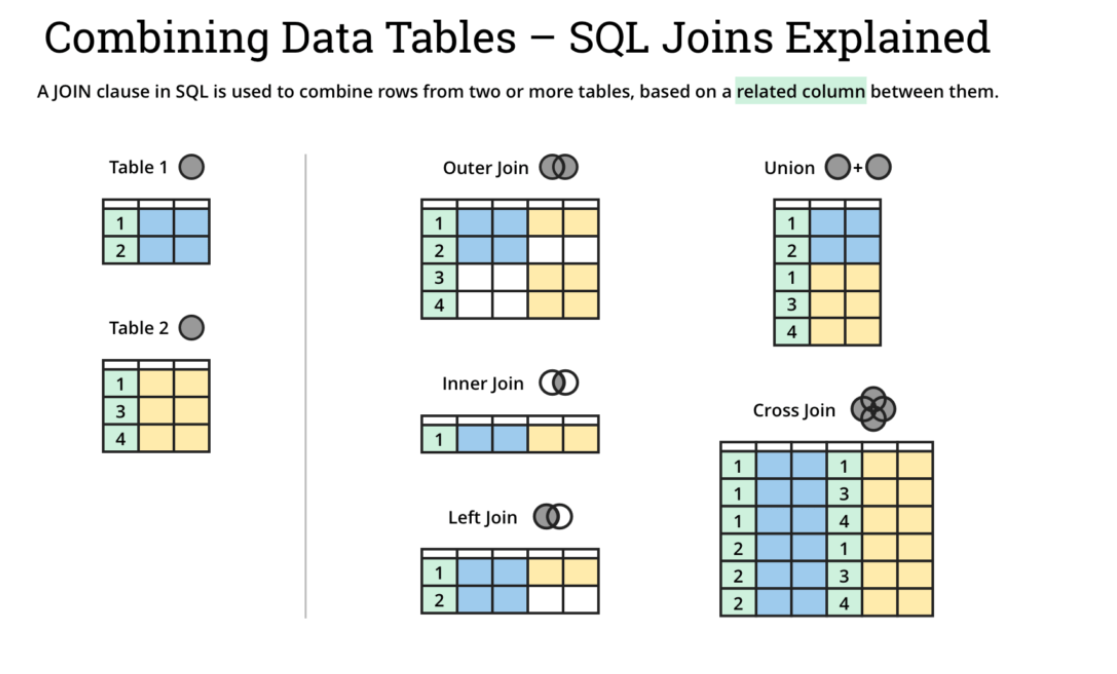 Combining Data Tables – SQL Joins Explained
A JOIN clause in SQL is used to combine rows from two or more tables, based on a related column between them.
Table 1
1
2
Table 2
1
3
4
Outer Join
1
2
3
4
Inner Join
1
Left Join
1
2
Union +
1
2
1
3
4
Cross Join
1 1
1 3
1 4
2 1
2 3
2 4